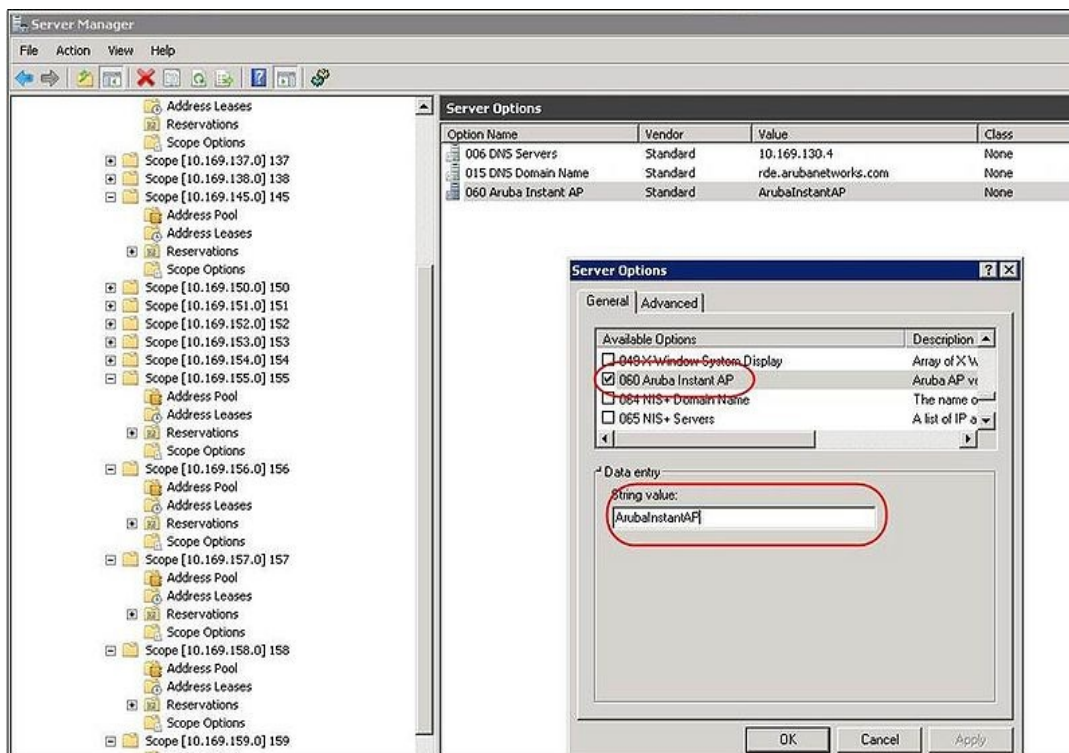 Server Manager
File Action View Help
Address Leases
Reservations
Scope Options
Scope [10.169.137.0] 137
Scope [10.169.138.0] 138
Scope [10.169.145.0] 145
Address Pool
Address Leases
Reservations
Scope Options
Scope [10.169.150.0] 150
Scope [10.169.151.0] 151
Scope [10.169.152.0] 152
Scope [10.169.153.0] 153
Scope [10.169.154.0] 154
Scope [10.169.155.0] 155
Address Pool
Address Leases
Reservations
Scope Options
Scope [10.169.156.0] 156
Address Pool
Address Leases
Reservations
Scope Options
Scope [10.169.157.0] 157
Address Pool
Address Leases
Reservations
Scope Options
Scope [10.169.158.0] 158
Address Pool
Address Leases
Reservations
Scope Options
Scope [10.169.159.0] 159
Server Options
Option Name Vendor Value Class
006 DNS Servers Standard 10.169.130.4 None
015 DNS Domain Name Standard rde.arubanetworks.com None
060 Aruba Instant AP Standard ArubaInstantAP None
Server Options
General Advanced
Available Options Description
049 X Window System Display Array of X W
060 Aruba Instant AP Aruba AP ve
064 NIS+ Domain Name The name o
065 NIS+ Servers A list of IP a
Data entry
String value:
ArubaInstantAP
OK Cancel Apply